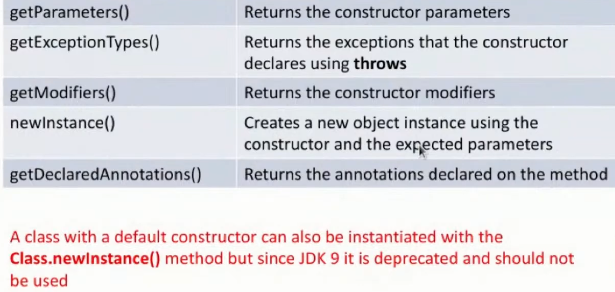 getParameters() Returns the constructor parameters
getExceptionTypes() Returns the exceptions that the constructor
declares using throws
getModifiers() Returns the constructor modifiers
newInstance() Creates a new object instance using the
constructor and the expected parameters
getDeclaredAnnotations() Returns the annotations declared on the method
A class with a default constructor can also be instantiated with the
Class.newInstance() method but since JDK 9 it is deprecated and should not
be used